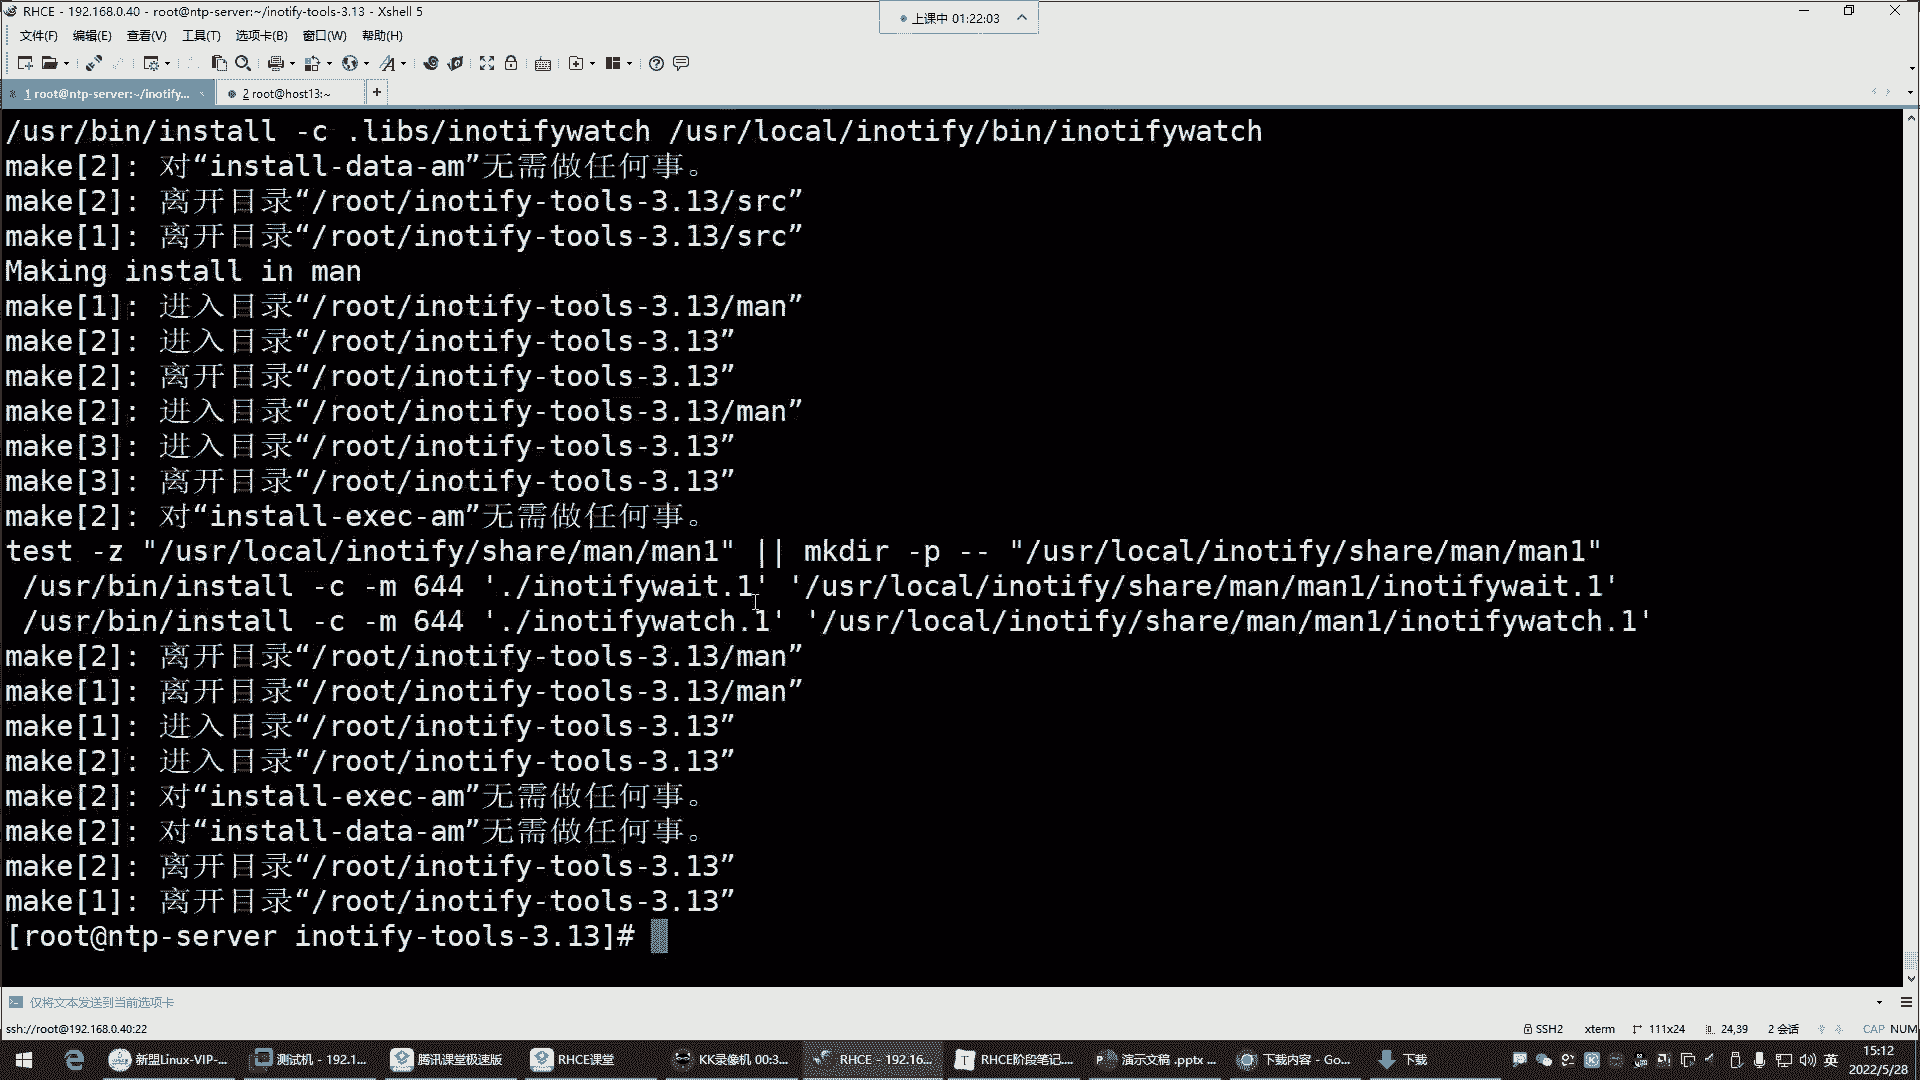 RHCE - 192.168.0.40 - root@ntp-server:~/inotify-tools-3.13 - Xshell 5
上课中 01:22:03
文件(F) 编辑(E) 查看(V) 工具(T) 选项卡(B) 窗口(W) 帮助(H)
1 root@ntp-server:~/inotify... 2 root@host13:~ +
/usr/bin/install -c .libs/inotifywatch /usr/local/inotify/bin/inotifywatch
make[2]: 对“install-data-am”无需做任何事。
make[2]: 离开目录“/root/inotify-tools-3.13/src”
make[1]: 离开目录“/root/inotify-tools-3.13/src”
Making install in man
make[1]: 进入目录“/root/inotify-tools-3.13/man”
make[2]: 进入目录“/root/inotify-tools-3.13”
make[2]: 离开目录“/root/inotify-tools-3.13”
make[2]: 进入目录“/root/inotify-tools-3.13/man”
make[3]: 进入目录“/root/inotify-tools-3.13”
make[3]: 离开目录“/root/inotify-tools-3.13”
make[2]: 对“install-exec-am”无需做任何事。
test -z "/usr/local/inotify/share/man/man1" || mkdir -p -- "/usr/local/inotify/share/man/man1"
/usr/bin/install -c -m 644 './inotifywait.1' '/usr/local/inotify/share/man/man1/inotifywait.1'
/usr/bin/install -c -m 644 './inotifywatch.1' '/usr/local/inotify/share/man/man1/inotifywatch.1'
make[2]: 离开目录“/root/inotify-tools-3.13/man”
make[1]: 离开目录“/root/inotify-tools-3.13/man”
make[1]: 进入目录“/root/inotify-tools-3.13”
make[2]: 进入目录“/root/inotify-tools-3.13”
make[2]: 对“install-exec-am”无需做任何事。
make[2]: 对“install-data-am”无需做任何事。
make[2]: 离开目录“/root/inotify-tools-3.13”
make[1]: 离开目录“/root/inotify-tools-3.13”
[root@ntp-server inotify-tools-3.13]#
仅将文本发送到当前选项卡
ssh://root@192.168.0.40:22 SSH2 xterm 111x24 24,39 2 会话 CAP NUM
新盟Linux-VIP-... 测试机 - 192.1... 腾讯课堂极速版 RHCE课堂 KK录像机 00:3... RHCE - 192.16... RHCE阶段笔记.... 演示文稿 .pptx ... 下载内容 - Go... 下载 英 15:12
2022/5/28